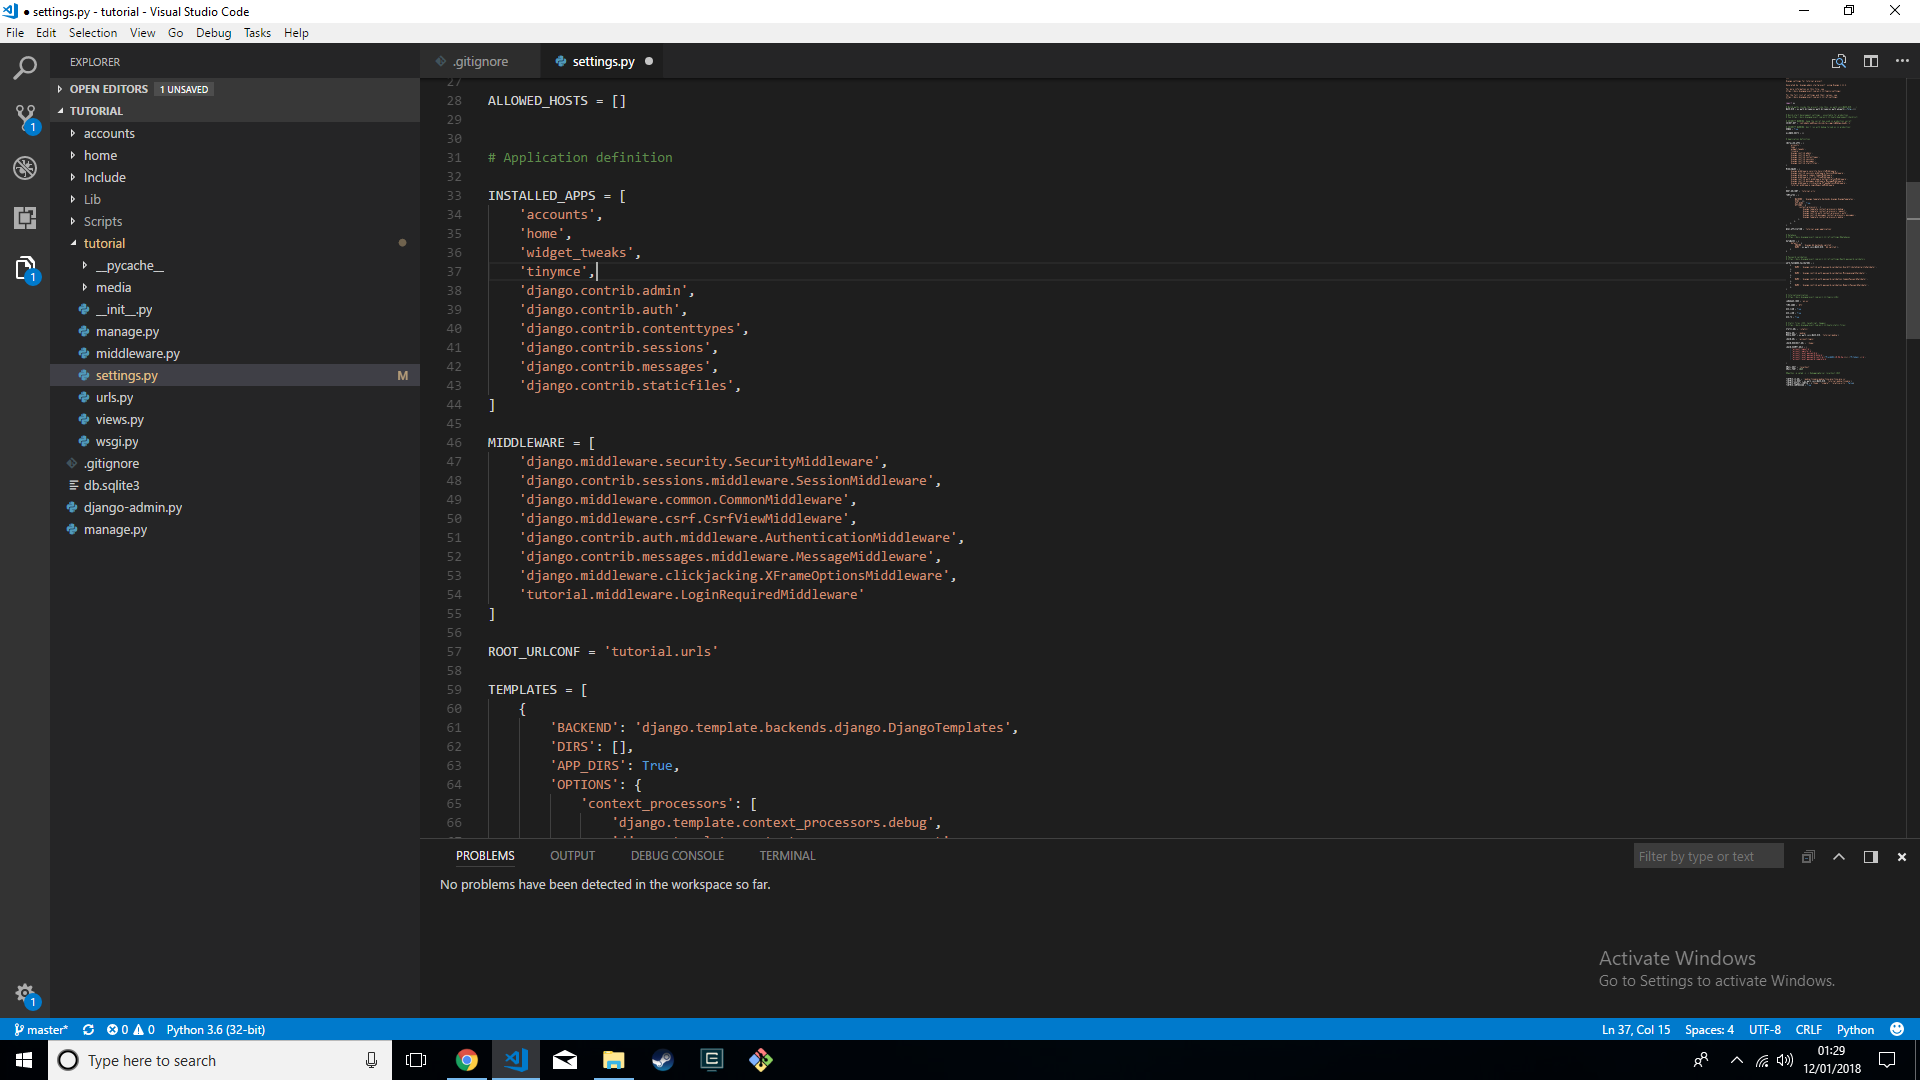 ● settings.py - tutorial - Visual Studio Code
File Edit Selection View Go Debug Tasks Help
EXPLORER
OPEN EDITORS 1 UNSAVED
TUTORIAL
accounts
home
Include
Lib
Scripts
tutorial
__pycache__
media
__init__.py
manage.py
middleware.py
settings.py M
urls.py
views.py
wsgi.py
.gitignore
db.sqlite3
django-admin.py
manage.py
1
1
1
.gitignore settings.py
27
28 ALLOWED_HOSTS = []
29
30
31 # Application definition
32
33 INSTALLED_APPS = [
34 'accounts',
35 'home',
36 'widget_tweaks',
37 'tinymce',
38 'django.contrib.admin',
39 'django.contrib.auth',
40 'django.contrib.contenttypes',
41 'django.contrib.sessions',
42 'django.contrib.messages',
43 'django.contrib.staticfiles',
44 ]
45
46 MIDDLEWARE = [
47 'django.middleware.security.SecurityMiddleware',
48 'django.contrib.sessions.middleware.SessionMiddleware',
49 'django.middleware.common.CommonMiddleware',
50 'django.middleware.csrf.CsrfViewMiddleware',
51 'django.contrib.auth.middleware.AuthenticationMiddleware',
52 'django.contrib.messages.middleware.MessageMiddleware',
53 'django.middleware.clickjacking.XFrameOptionsMiddleware',
54 'tutorial.middleware.LoginRequiredMiddleware'
55 ]
56
57 ROOT_URLCONF = 'tutorial.urls'
58
59 TEMPLATES = [
60 {
61 'BACKEND': 'django.template.backends.django.DjangoTemplates',
62 'DIRS': [],
63 'APP_DIRS': True,
64 'OPTIONS': {
65 'context_processors': [
66 'django.template.context_processors.debug',
PROBLEMS OUTPUT DEBUG CONSOLE TERMINAL Filter by type or text
No problems have been detected in the workspace so far.
Activate Windows
Go to Settings to activate Windows.
master* 0 0 Python 3.6 (32-bit) Ln 37, Col 15 Spaces: 4 UTF-8 CRLF Python
Type here to search
01:29
12/01/2018